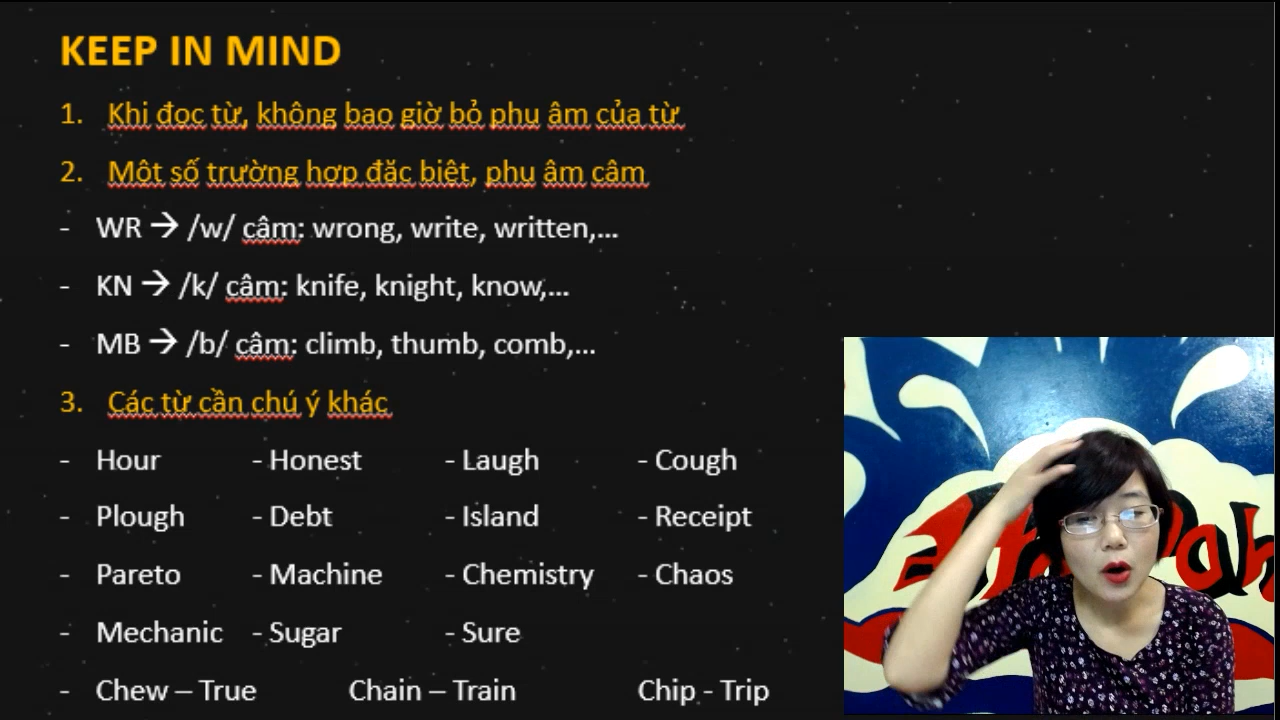 KEEP IN MIND
1. Khi đọc từ, không bao giờ bỏ phụ âm của từ
2. Một số trường hợp đặc biệt, phụ âm câm
- WR → /w/ câm: wrong, write, written,...
- KN → /k/ câm: knife, knight, know,...
- MB → /b/ câm: climb, thumb, comb,...
3. Các từ cần chú ý khác
- Hour - Honest - Laugh - Cough
- Plough - Debt - Island - Receipt
- Pareto - Machine - Chemistry - Chaos
- Mechanic - Sugar - Sure
- Chew – True Chain – Train Chip - Trip